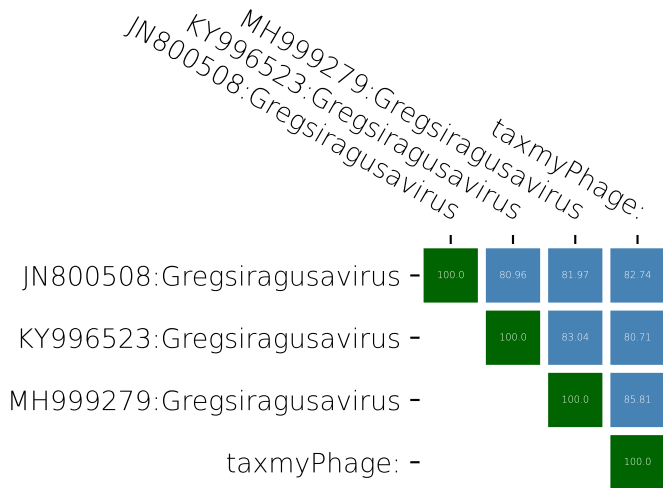 MH999279:Gregsiragusavirus
KY996523:Gregsiragusavirus
JN800508:Gregsiragusavirus
taxmyPhage:
JN800508:Gregsiragusavirus
100.0 80.96 81.97 82.74
KY996523:Gregsiragusavirus
100.0 83.04 80.71
MH999279:Gregsiragusavirus
100.0 85.81
taxmyPhage:
100.0